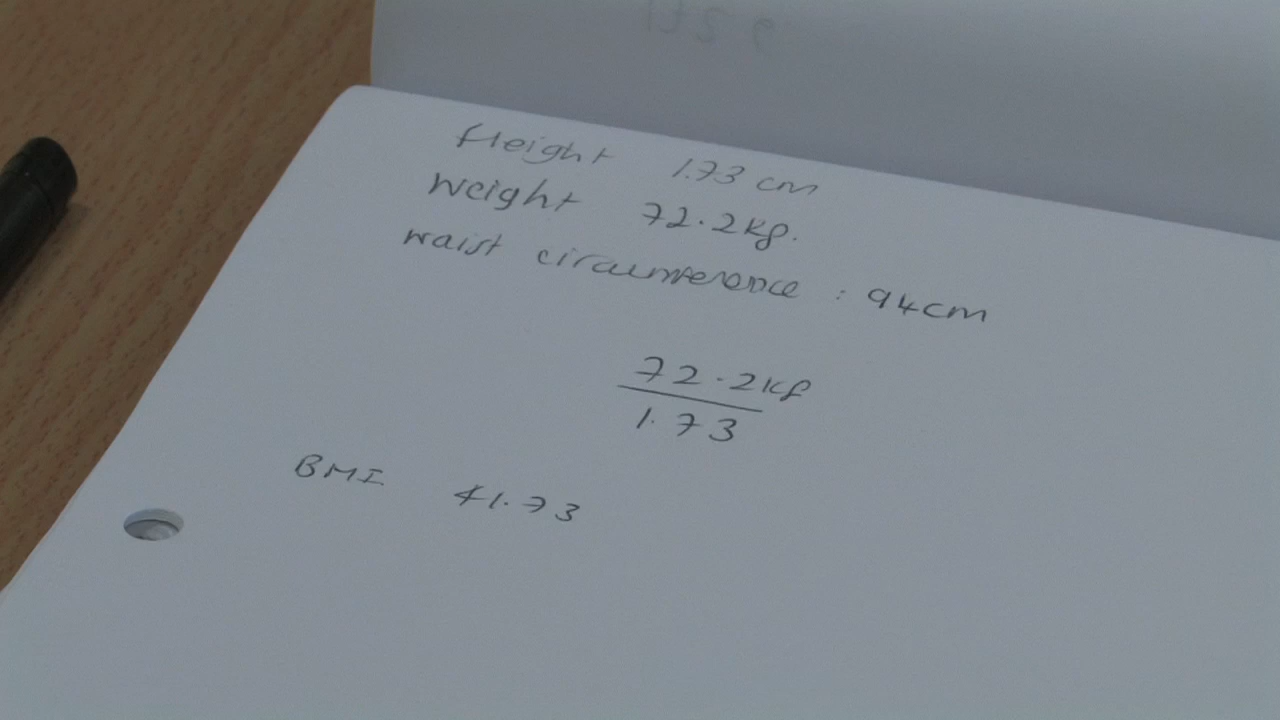 Height 1.73 cm
Weight 72.2kg.
waist circumference : 94cm
72.2kg
1.73
BMI 41.73